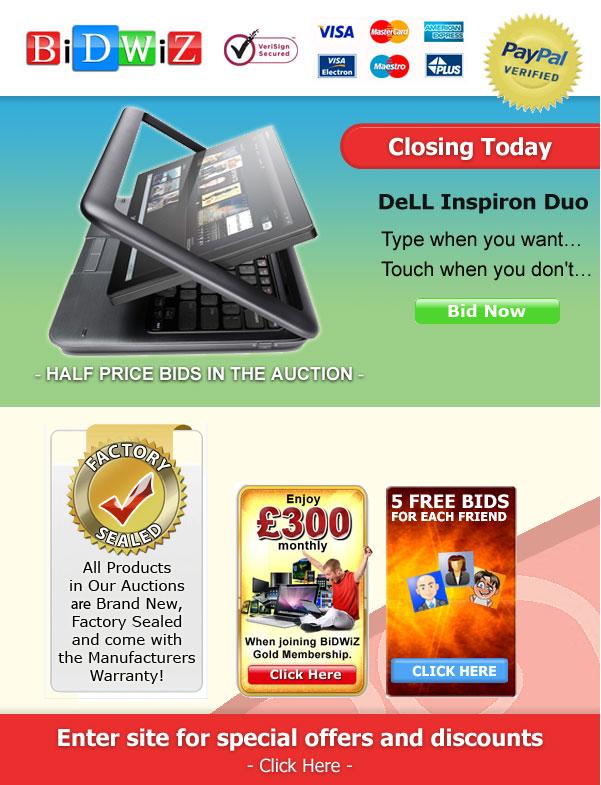 BiDWiZ
VeriSign
Secured
VISA
MasterCard
AMERICAN
EXPRESS
VISA
Electron
Maestro
PLUS
PayPal
VERIFIED
Closing Today
DeLL Inspiron Duo
Type when you want...
Touch when you don't...
Bid Now
- HALF PRICE BIDS IN THE AUCTION -
FACTORY
SEALED
All Products
in Our Auctions
are Brand New,
Factory Sealed
and come with
the Manufacturers
Warranty!
Enjoy
£300
monthly
When joining BiDWiZ
Gold Membership.
Click Here
5 FREE BIDS
FOR EACH FRIEND
CLICK HERE
Enter site for special offers and discounts
- Click Here -